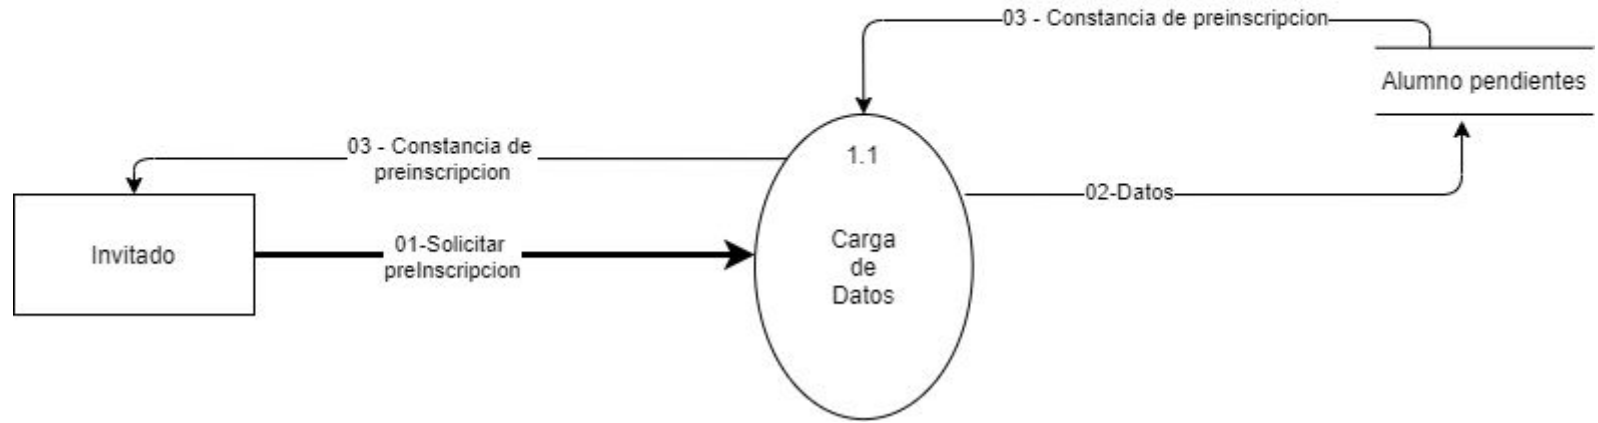 03 - Constancia de preinscripcion
Alumno pendientes
03 - Constancia de
preinscripcion
1.1
02-Datos
Invitado
01-Solicitar
preInscripcion
Carga
de
Datos